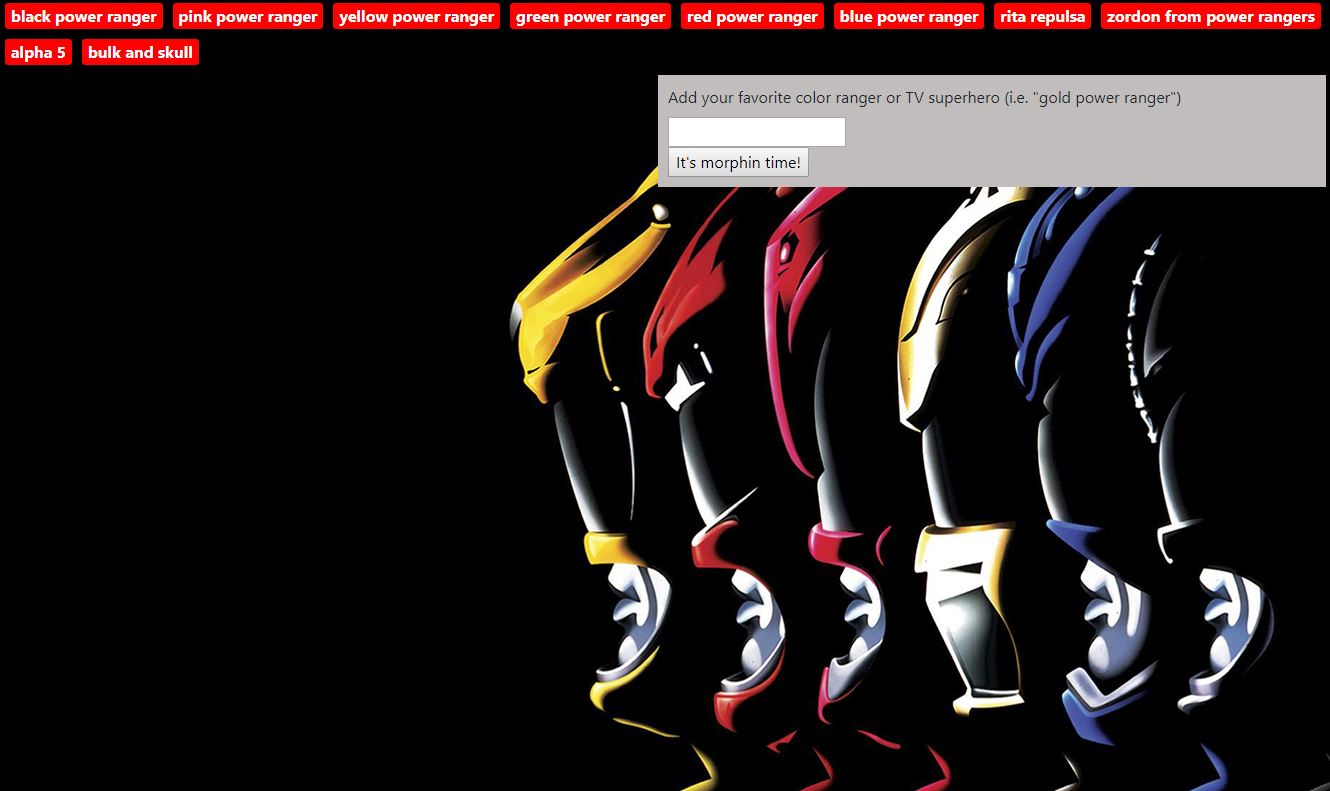 black power ranger pink power ranger yellow power ranger green power ranger red power ranger blue power ranger rita repulsa zordon from power rangers
alpha 5 bulk and skull
Add your favorite color ranger or TV superhero (i.e. "gold power ranger")
It's morphin time!